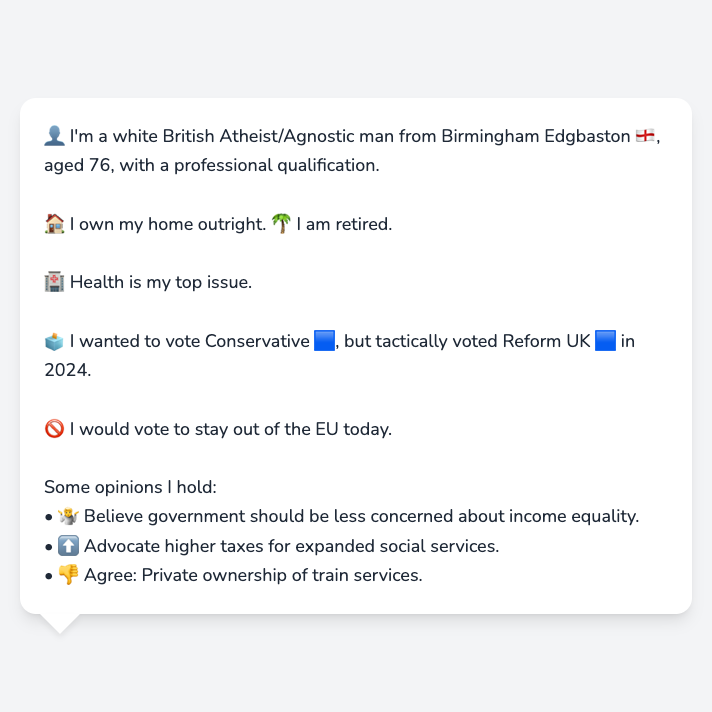 👤 I'm a white British Atheist/Agnostic man from Birmingham Edgbaston 🏴󠁧󠁢󠁥󠁮󠁧󠁿,
aged 76, with a professional qualification.
🏠 I own my home outright. 🌴 I am retired.
🏥 Health is my top issue.
🗳️ I wanted to vote Conservative 🟦, but tactically voted Reform UK 🟦 in
2024.
🚫 I would vote to stay out of the EU today.
Some opinions I hold:
• 🤷 Believe government should be less concerned about income equality.
• ⬆️ Advocate higher taxes for expanded social services.
• 👎 Agree: Private ownership of train services.